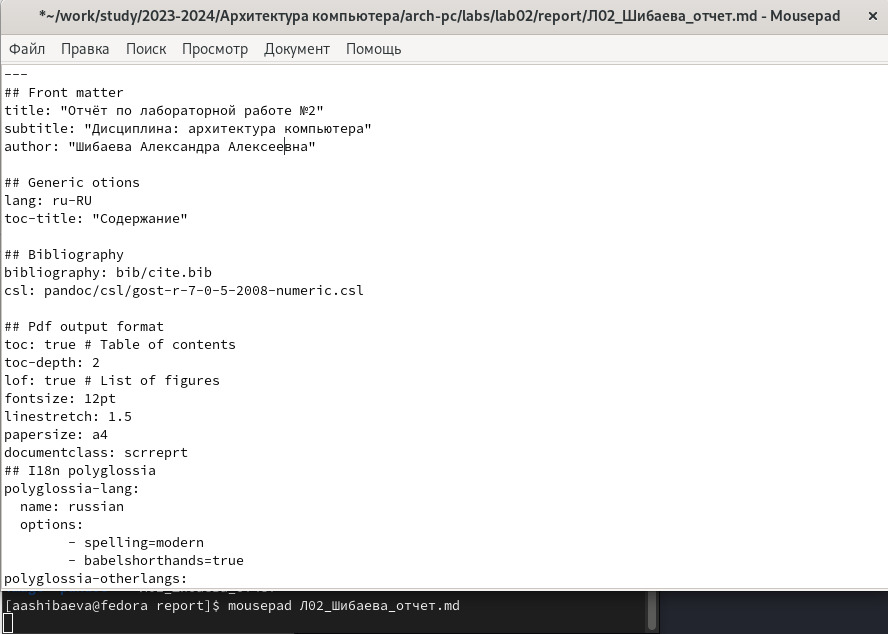 *~/work/study/2023-2024/Архитектура компьютера/arch-pc/labs/lab02/report/Л02_Шибаева_отчет.md - Mousepad
Файл Правка Поиск Просмотр Документ Помощь
---
## Front matter
title: "Отчёт по лабораторной работе №2"
subtitle: "Дисциплина: архитектура компьютера"
author: "Шибаева Александра Алексеевна"

## Generic otions
lang: ru-RU
toc-title: "Содержание"

## Bibliography
bibliography: bib/cite.bib
csl: pandoc/csl/gost-r-7-0-5-2008-numeric.csl

## Pdf output format
toc: true # Table of contents
toc-depth: 2
lof: true # List of figures
fontsize: 12pt
linestretch: 1.5
papersize: a4
documentclass: scrreprt
## I18n polyglossia
polyglossia-lang:
  name: russian
  options:
        - spelling=modern
        - babelshorthands=true
polyglossia-otherlangs:
[aashibaeva@fedora report]$ mousepad Л02_Шибаева_отчет.md